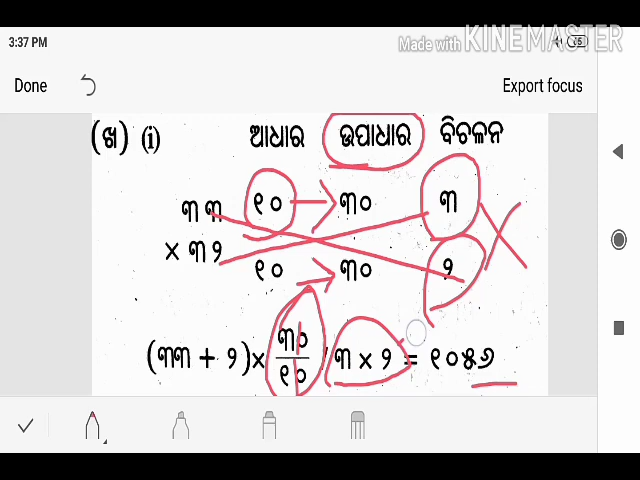 3:37 PM
Made with KINEMASTER
Done
Export focus
(ଖ) (i) ଆଧାର ଉପାଧାର ବିଚଳନ
୩୩ ୧୦ ୩୦ ୩
× ୩୨ ୧୦ ୩୦ ୨
(୩୩ + ୨)× ୩୦/୧୦ / ୩ × ୨ = ୧୦୫୬